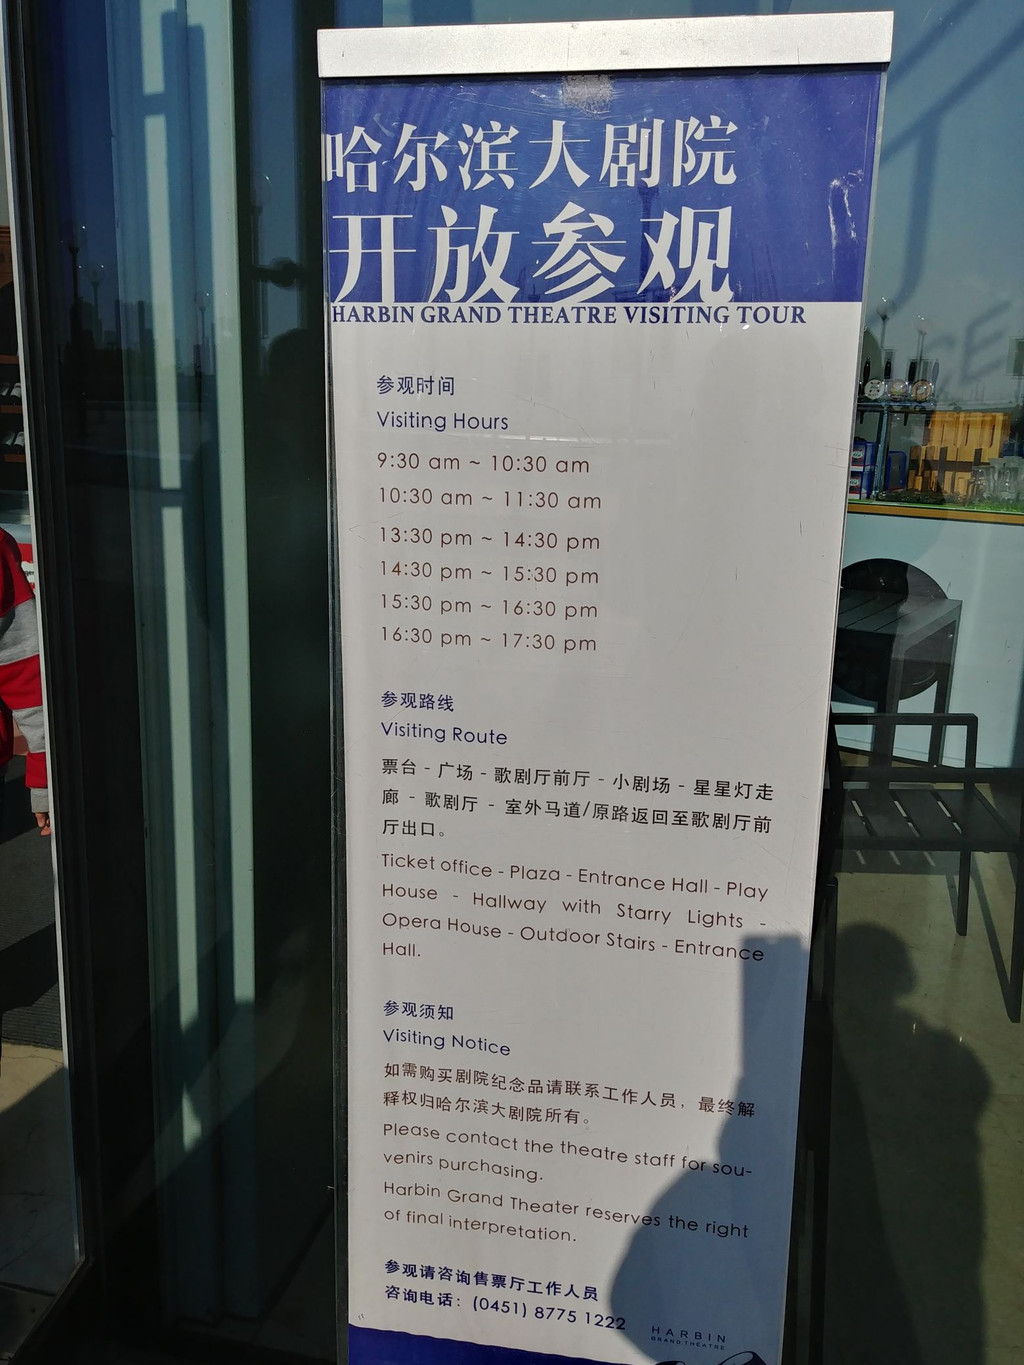 哈尔滨大剧院
开放参观
HARBIN GRAND THEATRE VISITING TOUR
参观时间
Visiting Hours
9:30 am ~ 10:30 am
10:30 am ~ 11:30 am
13:30 pm ~ 14:30 pm
14:30 pm ~ 15:30 pm
15:30 pm ~ 16:30 pm
16:30 pm ~ 17:30 pm
参观路线
Visiting Route
票台 - 广场 - 歌剧厅前厅 - 小剧场 - 星星灯走
廊 - 歌剧厅 - 室外马道/原路返回至歌剧厅前
厅出口。
Ticket office - Plaza - Entrance Hall - Play
House - Hallway with Starry Lights -
Opera House - Outdoor Stairs - Entrance
Hall.
参观须知
Visiting Notice
如需购买剧院纪念品请联系工作人员，最终解
释权归哈尔滨大剧院所有。
Please contact the theatre staff for sou-
venirs purchasing.
Harbin Grand Theater reserves the right
of final interpretation.
参观请咨询售票厅工作人员
咨询电话：(0451) 8775 1222
HARBIN
GRAND THEATRE